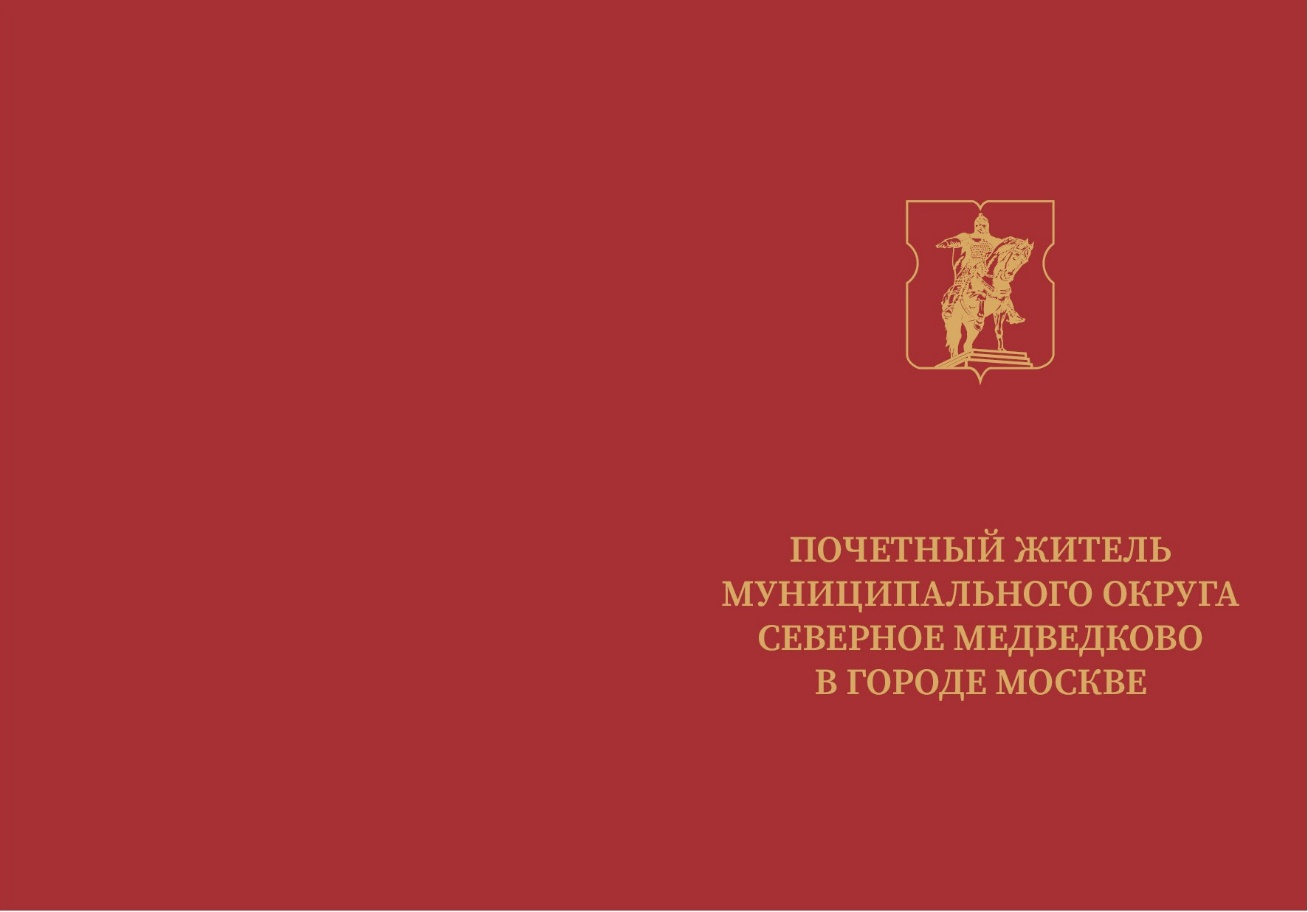 ПОЧЕТНЫЙ ЖИТЕЛЬ
МУНИЦИПАЛЬНОГО ОКРУГА
СЕВЕРНОЕ МЕДВЕДКОВО
В ГОРОДЕ МОСКВЕ